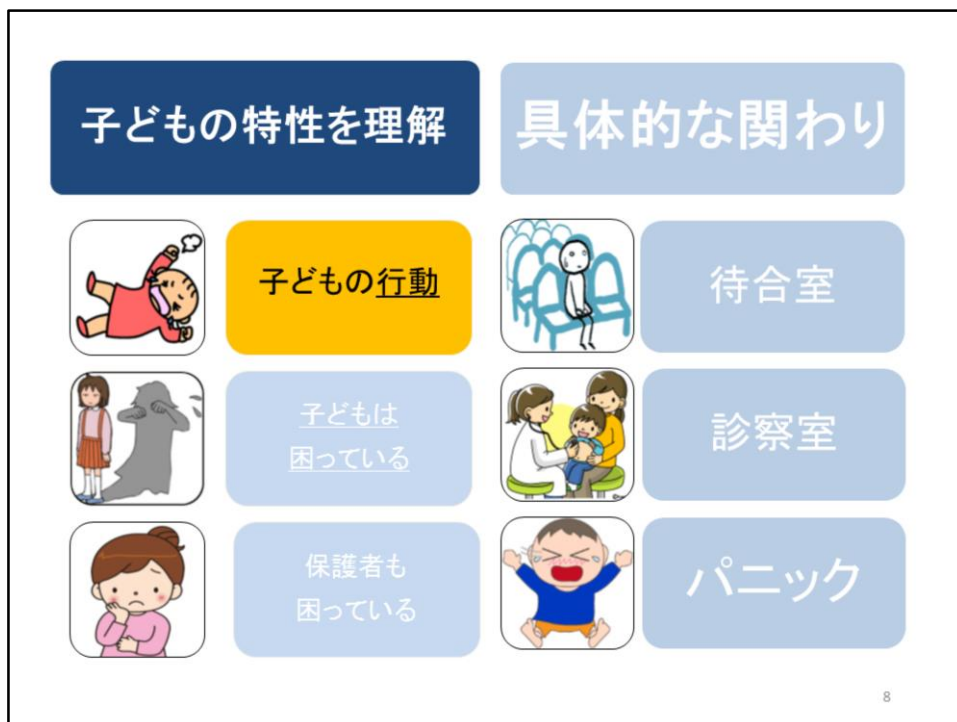 子どもの特性を理解
具体的な関わり
子どもの行動
待合室
子どもは
困っている
診察室
保護者も
困っている
パニック
8